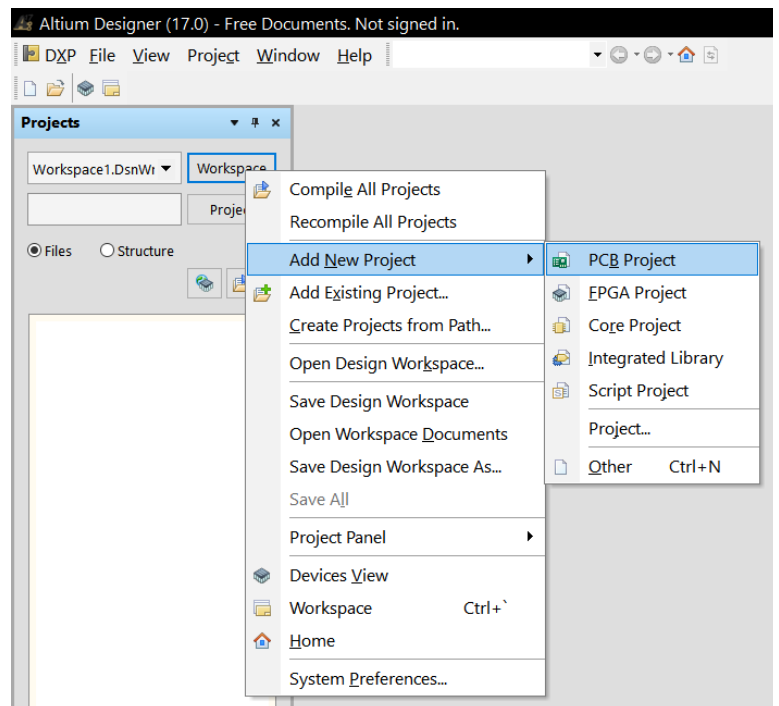 Altium Designer (17.0) - Free Documents. Not signed in.
DXP File View Project Window Help
Projects
Workspace1.DsnWr Workspace
Proje
Files Structure
Compile All Projects
Recompile All Projects
Add New Project
Add Existing Project...
Create Projects from Path...
Open Design Workspace...
Save Design Workspace
Open Workspace Documents
Save Design Workspace As...
Save All
Project Panel
Devices View
Workspace Ctrl+`
Home
System Preferences...
PCB Project
FPGA Project
Core Project
Integrated Library
Script Project
Project...
Other Ctrl+N